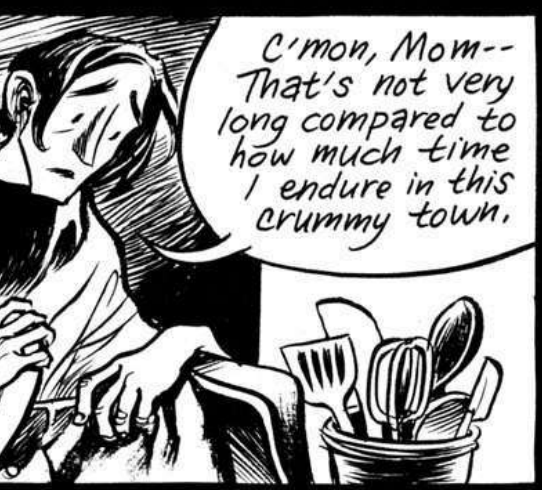 C'mon, Mom--
That's not very
long compared to
how much time
I endure in this
crummy town.